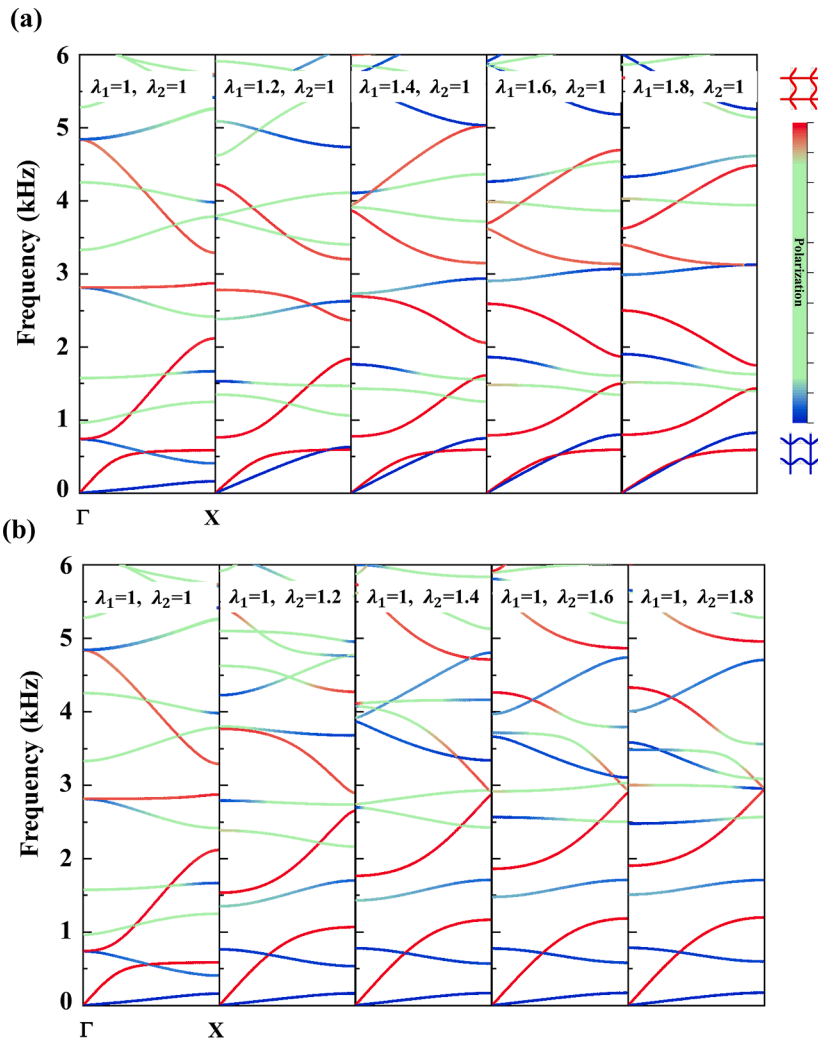 (a)
6
λ₁=1, λ₂=1
λ₁=1.2, λ₂=1
λ₁=1.4, λ₂=1
λ₁=1.6, λ₂=1
λ₁=1.8, λ₂=1
5
4
3
2
1
0
Frequency (kHz)
Polarization
Γ
X
(b)
6
λ₁=1, λ₂=1
λ₁=1, λ₂=1.2
λ₁=1, λ₂=1.4
λ₁=1, λ₂=1.6
λ₁=1, λ₂=1.8
5
4
3
2
1
0
Frequency (kHz)
Γ
X